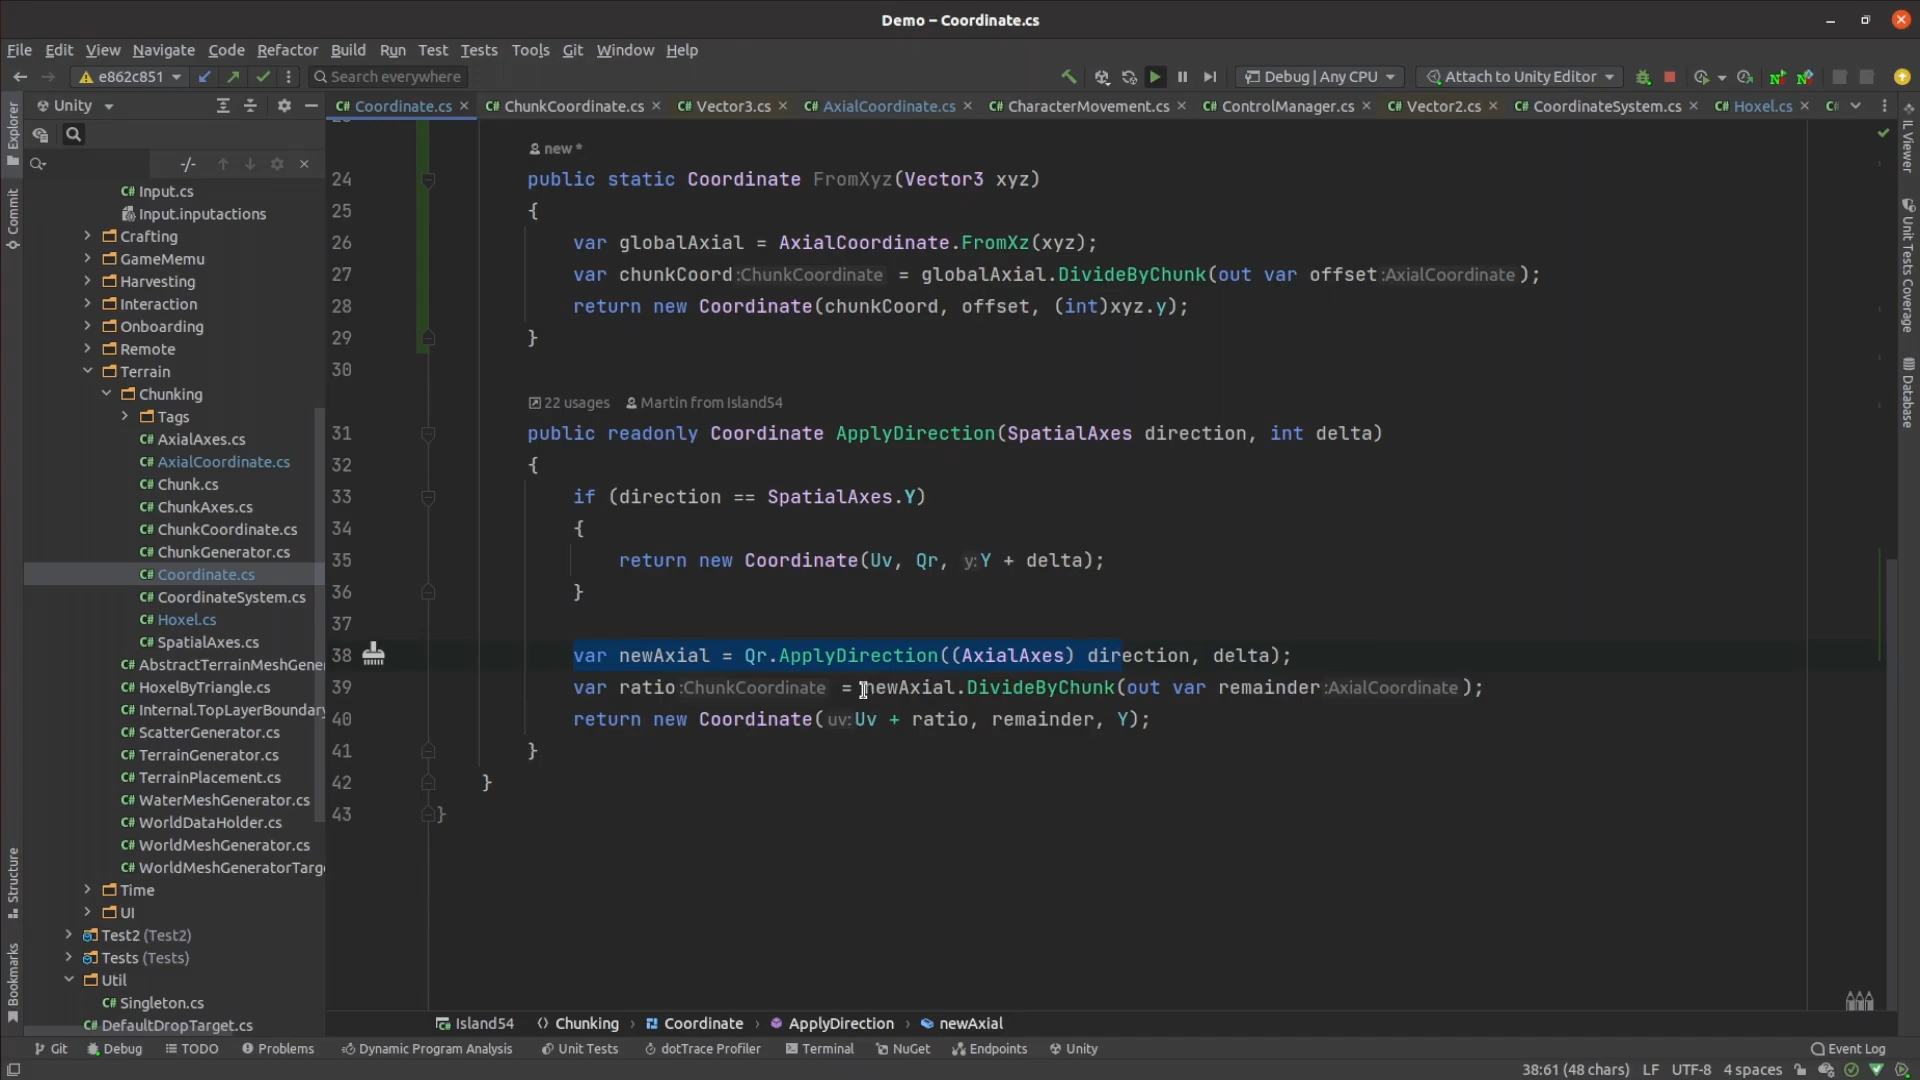 Demo – Coordinate.cs
File Edit View Navigate Code Refactor Build Run Test Tests Tools Git Window Help
e862c851 Search everywhere Debug | Any CPU Attach to Unity Editor
Unity
Coordinate.cs ChunkCoordinate.cs Vector3.cs AxialCoordinate.cs CharacterMovement.cs ControlManager.cs Vector2.cs CoordinateSystem.cs Hoxel.cs
Explorer
Commit
Structure
Bookmarks
Input.cs
Input.inputactions
Crafting
GameMemu
Harvesting
Interaction
Onboarding
Remote
Terrain
Chunking
Tags
AxialAxes.cs
AxialCoordinate.cs
Chunk.cs
ChunkAxes.cs
ChunkCoordinate.cs
ChunkGenerator.cs
Coordinate.cs
CoordinateSystem.cs
Hoxel.cs
SpatialAxes.cs
AbstractTerrainMeshGene
HoxelByTriangle.cs
Internal.TopLayerBoundary
ScatterGenerator.cs
TerrainGenerator.cs
TerrainPlacement.cs
WaterMeshGenerator.cs
WorldDataHolder.cs
WorldMeshGenerator.cs
WorldMeshGeneratorTarg
Time
UI
Test2 (Test2)
Tests (Tests)
Util
Singleton.cs
DefaultDropTarget.cs
new *
24 public static Coordinate FromXyz(Vector3 xyz)
25 {
26 var globalAxial = AxialCoordinate.FromXz(xyz);
27 var chunkCoord:ChunkCoordinate = globalAxial.DivideByChunk(out var offset:AxialCoordinate);
28 return new Coordinate(chunkCoord, offset, (int)xyz.y);
29 }
30
22 usages Martin from Island54
31 public readonly Coordinate ApplyDirection(SpatialAxes direction, int delta)
32 {
33 if (direction == SpatialAxes.Y)
34 {
35 return new Coordinate(Uv, Qr, y:Y + delta);
36 }
37
38 var newAxial = Qr.ApplyDirection((AxialAxes) direction, delta);
39 var ratio:ChunkCoordinate = newAxial.DivideByChunk(out var remainder:AxialCoordinate);
40 return new Coordinate(uv:Uv + ratio, remainder, Y);
41 }
42 }
43 }
IL Viewer
Unit Tests Coverage
Database
Island54 Chunking Coordinate ApplyDirection newAxial
Git Debug TODO Problems Dynamic Program Analysis Unit Tests dotTrace Profiler Terminal NuGet Endpoints Unity Event Log
38:61 (48 chars) LF UTF-8 4 spaces